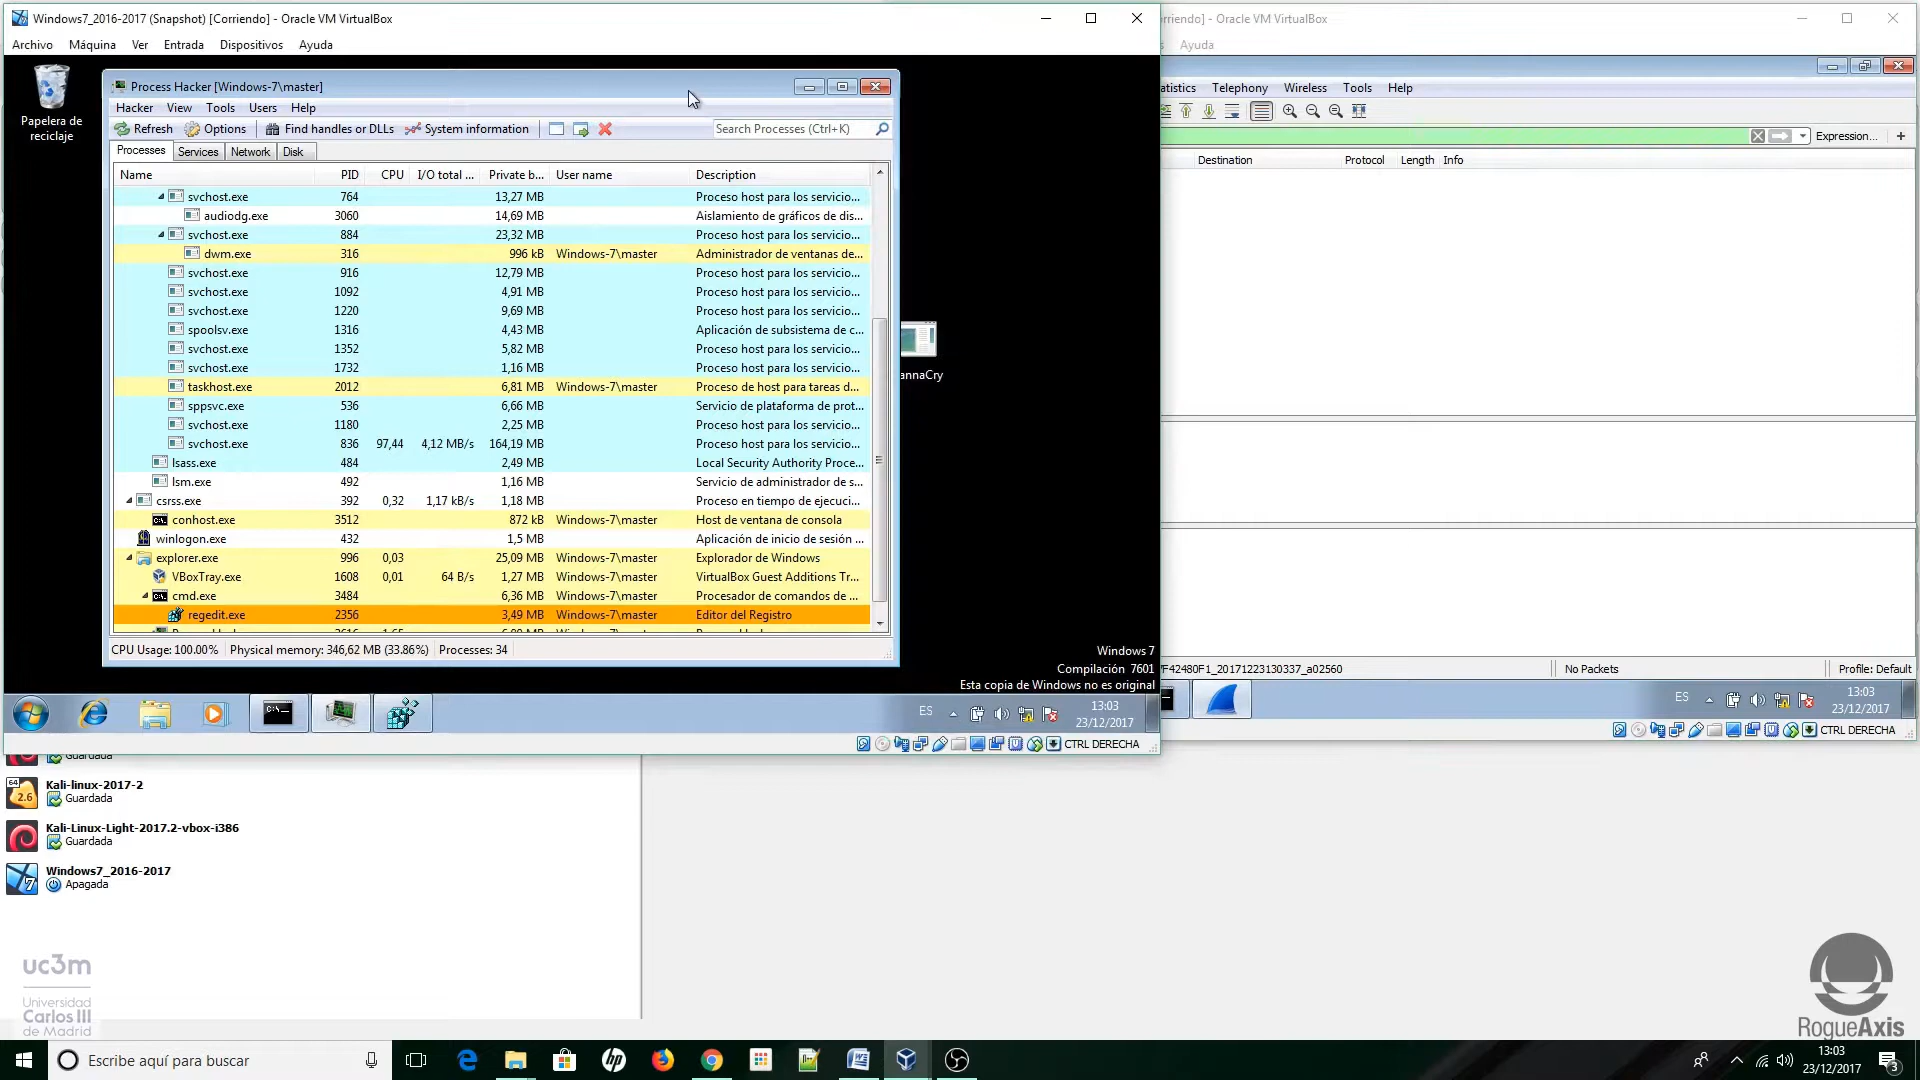 Windows7_2016-2017 (Snapshot) [Corriendo] - Oracle VM VirtualBox
Archivo Máquina Ver Entrada Dispositivos Ayuda
Papelera de
reciclaje
Process Hacker [Windows-7\master]
Hacker View Tools Users Help
Refresh Options Find handles or DLLs System information Search Processes (Ctrl+K)
Processes Services Network Disk
Name PID CPU I/O total ... Private b... User name Description
svchost.exe 764 13,27 MB Proceso host para los servicio...
audiodg.exe 3060 14,69 MB Aislamiento de gráficos de dis...
svchost.exe 884 23,32 MB Proceso host para los servicio...
dwm.exe 316 996 kB Windows-7\master Administrador de ventanas de...
svchost.exe 916 12,79 MB Proceso host para los servicio...
svchost.exe 1092 4,91 MB Proceso host para los servicio...
svchost.exe 1220 9,69 MB Proceso host para los servicio...
spoolsv.exe 1316 4,43 MB Aplicación de subsistema de c...
svchost.exe 1352 5,82 MB Proceso host para los servicio...
svchost.exe 1732 1,16 MB Proceso host para los servicio...
taskhost.exe 2012 6,81 MB Windows-7\master Proceso de host para tareas d...
sppsvc.exe 536 6,66 MB Servicio de plataforma de prot...
svchost.exe 1180 2,25 MB Proceso host para los servicio...
svchost.exe 836 97,44 4,12 MB/s 164,19 MB Proceso host para los servicio...
lsass.exe 484 2,49 MB Local Security Authority Proce...
lsm.exe 492 1,16 MB Servicio de administrador de s...
csrss.exe 392 0,32 1,17 kB/s 1,18 MB Proceso en tiempo de ejecuci...
conhost.exe 3512 872 kB Windows-7\master Host de ventana de consola
winlogon.exe 432 1,5 MB Aplicación de inicio de sesión ...
explorer.exe 996 0,03 25,09 MB Windows-7\master Explorador de Windows
VBoxTray.exe 1608 0,01 64 B/s 1,27 MB Windows-7\master VirtualBox Guest Additions Tr...
cmd.exe 3484 6,36 MB Windows-7\master Procesador de comandos de ...
regedit.exe 2356 3,49 MB Windows-7\master Editor del Registro
CPU Usage: 100.00% Physical memory: 346,62 MB (33.86%) Processes: 34
annaCry
Windows 7
Compilación 7601
Esta copia de Windows no es original
ES
13:03
23/12/2017
CTRL DERECHA
rriendo] - Oracle VM VirtualBox
Ayuda
atistics Telephony Wireless Tools Help
Expression... +
Destination Protocol Length Info
F42480F1_20171223130337_a02560 No Packets Profile: Default
ES
13:03
23/12/2017
CTRL DERECHA
Guardada
Kali-linux-2017-2
Guardada
Kali-Linux-Light-2017.2-vbox-i386
Guardada
Windows7_2016-2017
Apagada
64
2.6
7
uc3m
Universidad
Carlos III
de Madrid
RogueAxis
Escribe aquí para buscar
13:03
23/12/2017
3